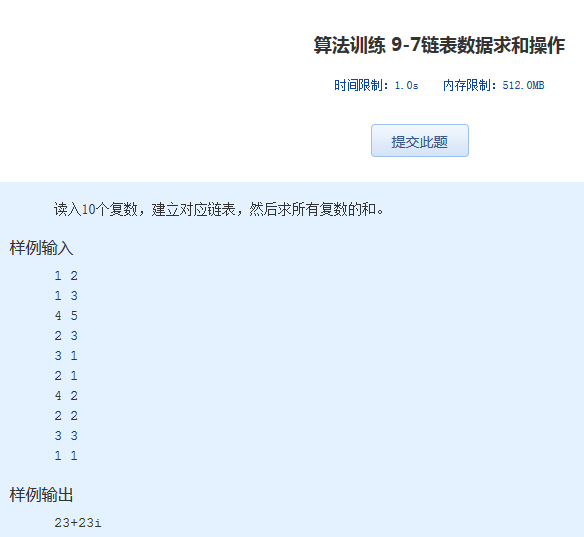 算法训练 9-7链表数据求和操作
时间限制：1.0s 内存限制：512.0MB
提交此题
读入10个复数，建立对应链表，然后求所有复数的和。
样例输入
1 2
1 3
4 5
2 3
3 1
2 1
4 2
2 2
3 3
1 1
样例输出
23+23i